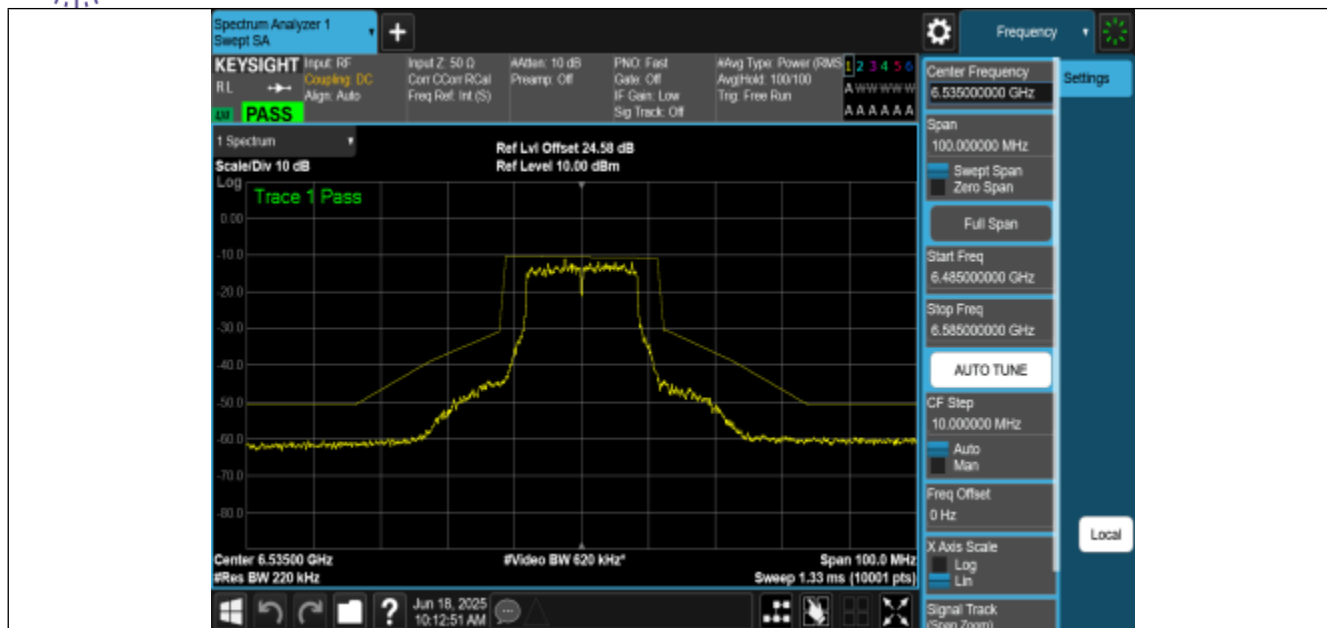 Spectrum Analyzer 1
Swept SA
+
Frequency
KEYSIGHT
RL
LXI
PASS
Input: RF
Coupling: DC
Align: Auto
Input Z: 50 Ω
Corr CCorr RCal
Freq Ref: Int (S)
#Atten: 10 dB
Preamp: Off
PNO: Fast
Gate: Off
IF Gain: Low
Sig Track: Off
#Avg Type: Power (RMS
Avg|Hold: 100/100
Trig: Free Run
1 2 3 4 5 6
A W W W W W
A A A A A A
1 Spectrum
Scale/Div 10 dB
Ref Lvl Offset 24.58 dB
Ref Level 10.00 dBm
Log
Trace 1 Pass
0.00
-10.0
-20.0
-30.0
-40.0
-50.0
-60.0
-70.0
-80.0
Center 6.53500 GHz
#Res BW 220 kHz
#Video BW 620 kHz*
Span 100.0 MHz
Sweep 1.33 ms (10001 pts)
Center Frequency
6.535000000 GHz
Span
100.000000 MHz
Swept Span
Zero Span
Full Span
Start Freq
6.485000000 GHz
Stop Freq
6.585000000 GHz
AUTO TUNE
CF Step
10.000000 MHz
Auto
Man
Freq Offset
0 Hz
X Axis Scale
Log
Lin
Signal Track
(Span Zoom)
Settings
Local
?
Jun 18, 2025
10:12:51 AM